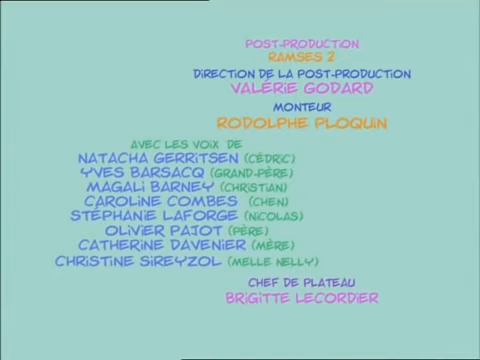 POST-PRODUCTION
RAMSES 2
DIRECTION DE LA POST-PRODUCTION
VALÉRIE GODARD
MONTEUR
RODOLPHE PLOQUIN
AVEC LES VOIX DE
NATACHA GERRITSEN (CÉDRIC)
YVES BARSACQ (GRAND-PÈRE)
MAGALI BARNEY (CHRISTIAN)
CAROLINE COMBES (CHEN)
STÉPHANIE LAFORGE (NICOLAS)
OLIVIER PAJOT (PÈRE)
CATHERINE DAVENIER (MÈRE)
CHRISTINE SIREYZOL (MELLE NELLY)
CHEF DE PLATEAU
BRIGITTE LECORDIER